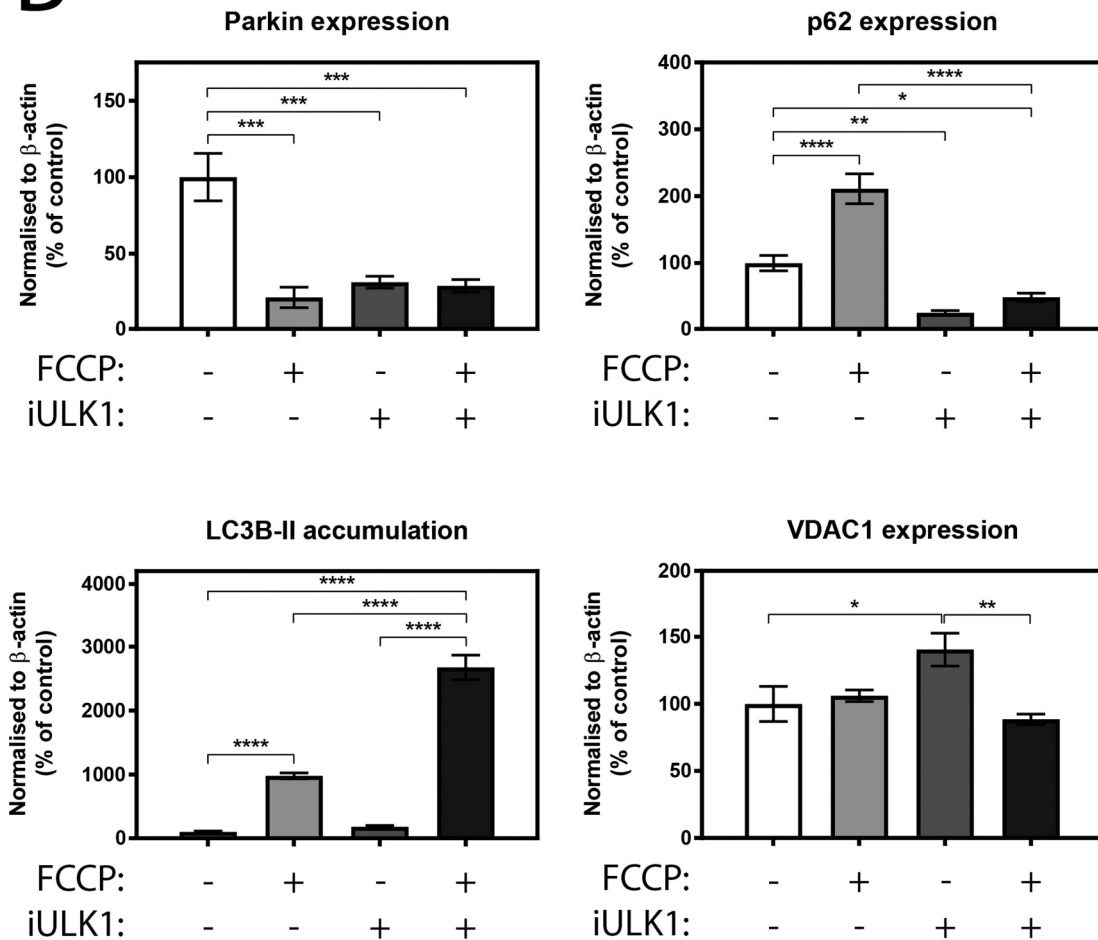 D
Parkin expression
Normalised to β-actin
(% of control)
150
100
50
0
***
***
***
FCCP: - + - +
iULK1: - - + +
p62 expression
Normalised to β-actin
(% of control)
400
300
200
100
0
****
*
**
****
FCCP: - + - +
iULK1: - - + +
LC3B-II accumulation
Normalised to β-actin
(% of control)
4000
3000
2000
1000
0
****
****
****
****
FCCP: - + - +
iULK1: - - + +
VDAC1 expression
Normalised to β-actin
(% of control)
200
150
100
50
0
*
**
FCCP: - + - +
iULK1: - - + +